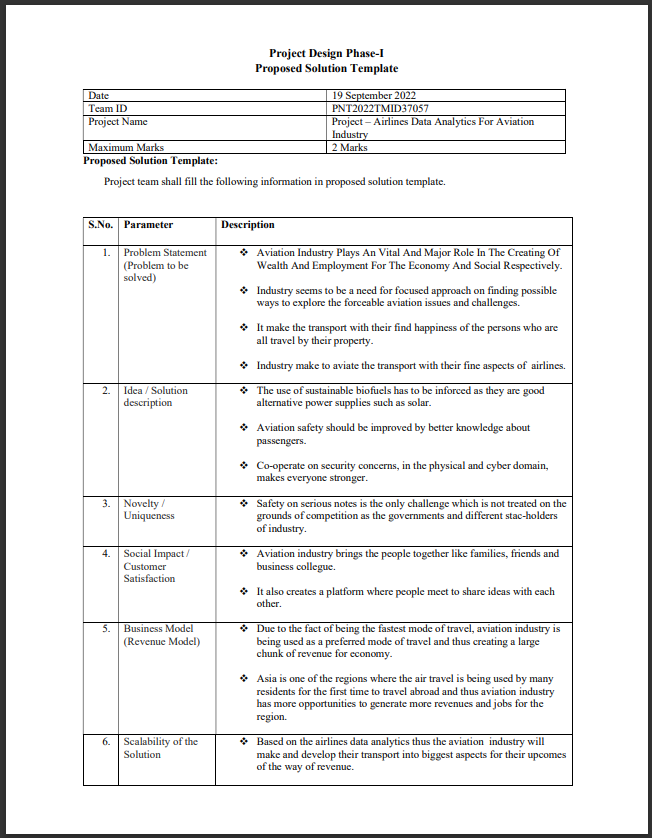 Project Design Phase-I
Proposed Solution Template
Date 19 September 2022
Team ID PNT2022TMID37057
Project Name Project – Airlines Data Analytics For Aviation
Industry
Maximum Marks 2 Marks
Proposed Solution Template:
Project team shall fill the following information in proposed solution template.
S.No. Parameter Description
1. Problem Statement
(Problem to be
solved)
❖ Aviation Industry Plays An Vital And Major Role In The Creating Of
Wealth And Employment For The Economy And Social Respectively.
❖ Industry seems to be a need for focused approach on finding possible
ways to explore the forceable aviation issues and challenges.
❖ It make the transport with their find happiness of the persons who are
all travel by their property.
❖ Industry make to aviate the transport with their fine aspects of airlines.
2. Idea / Solution
description
❖ The use of sustainable biofuels has to be inforced as they are good
alternative power supplies such as solar.
❖ Aviation safety should be improved by better knowledge about
passengers.
❖ Co-operate on security concerns, in the physical and cyber domain,
makes everyone stronger.
3. Novelty /
Uniqueness
❖ Safety on serious notes is the only challenge which is not treated on the
grounds of competition as the governments and different stac-holders
of industry.
4. Social Impact /
Customer
Satisfaction
❖ Aviation industry brings the people together like families, friends and
business collegue.
❖ It also creates a platform where people meet to share ideas with each
other.
5. Business Model
(Revenue Model)
❖ Due to the fact of being the fastest mode of travel, aviation industry is
being used as a preferred mode of travel and thus creating a large
chunk of revenue for economy.
❖ Asia is one of the regions where the air travel is being used by many
residents for the first time to travel abroad and thus aviation industry
has more opportunities to generate more revenues and jobs for the
region.
6. Scalability of the
Solution
❖ Based on the airlines data analytics thus the aviation industry will
make and develop their transport into biggest aspects for their upcomes
of the way of revenue.